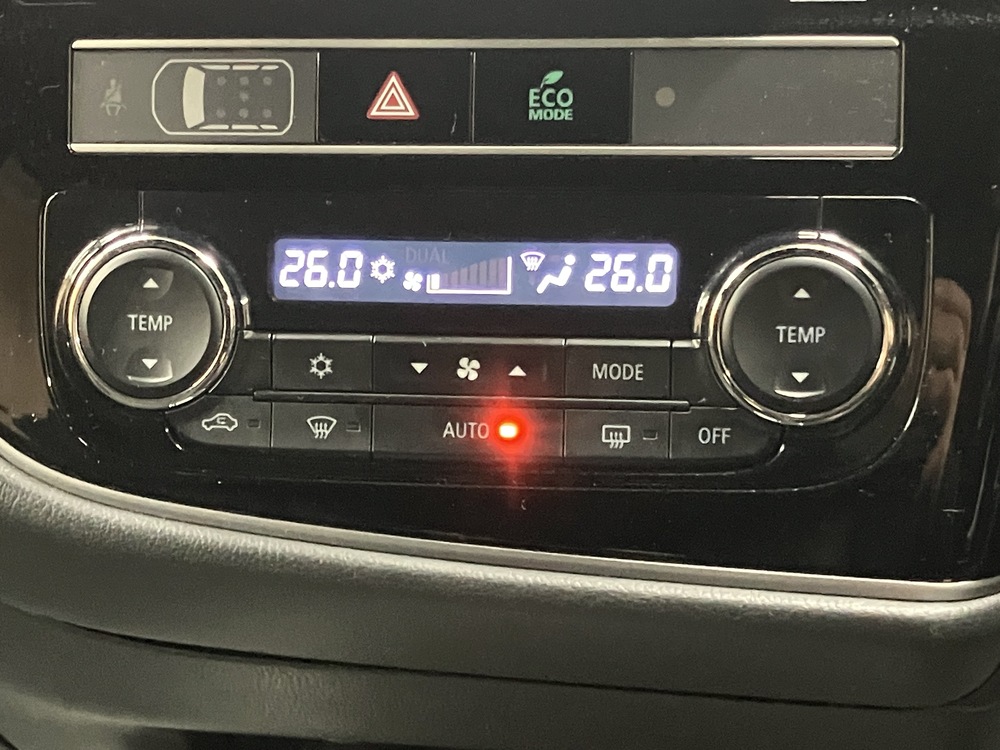 ECO
MODE
DUAL
26.0 26.0
TEMP
TEMP
MODE
AUTO
OFF